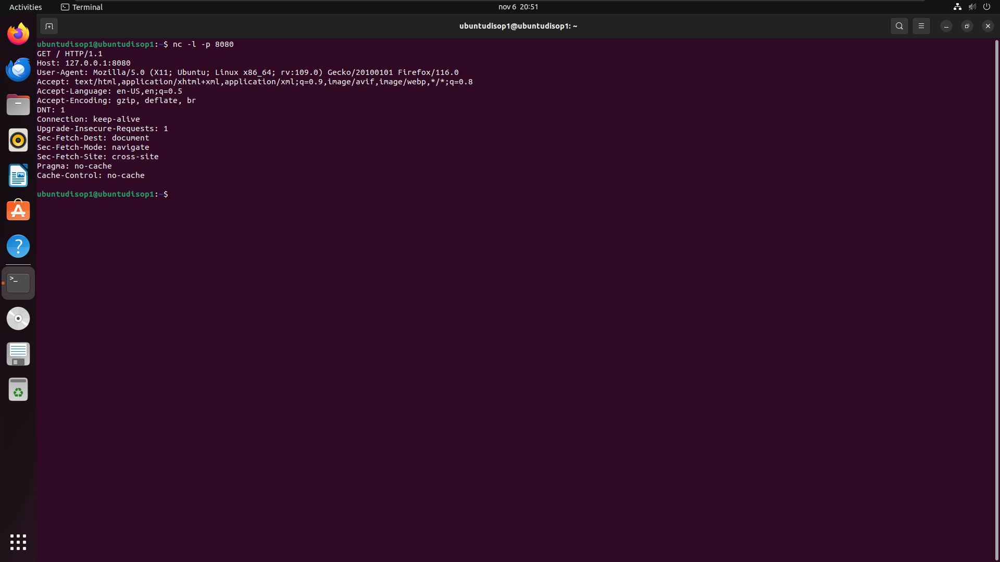 Activities
Terminal
nov 6 20:51
ubuntudisop1@ubuntudisop1: ~
ubuntudisop1@ubuntudisop1:~$ nc -l -p 8080
GET / HTTP/1.1
Host: 127.0.0.1:8080
User-Agent: Mozilla/5.0 (X11; Ubuntu; Linux x86_64; rv:109.0) Gecko/20100101 Firefox/116.0
Accept: text/html,application/xhtml+xml,application/xml;q=0.9,image/avif,image/webp,*/*;q=0.8
Accept-Language: en-US,en;q=0.5
Accept-Encoding: gzip, deflate, br
DNT: 1
Connection: keep-alive
Upgrade-Insecure-Requests: 1
Sec-Fetch-Dest: document
Sec-Fetch-Mode: navigate
Sec-Fetch-Site: cross-site
Pragma: no-cache
Cache-Control: no-cache
ubuntudisop1@ubuntudisop1:~$